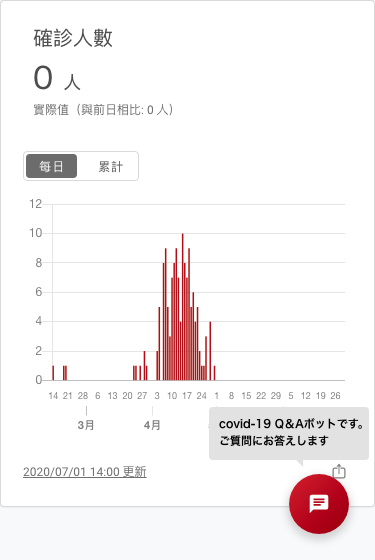 確診人數
0 人
實際值（與前日相比: 0 人）
每日 累計
12
10
8
6
4
2
0
14 21 28 6 13 20 27 3 10 17 24 1 8 15 22 29 5 12 19 26
3月 4月
covid-19 Q＆Aボットです。
ご質問にお答えします
2020/07/01 14:00 更新